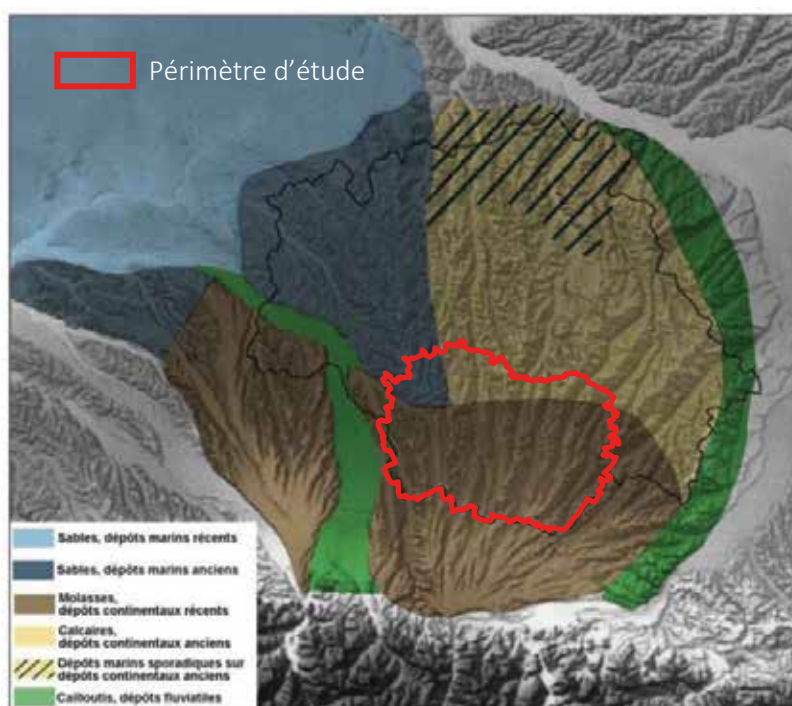 Périmètre d'étude
Sables, dépôts marins récents
Sables, dépôts marins anciens
Molasses,
dépôts continentaux récents
Calcaires,
dépôts continentaux anciens
Dépôts marins sporadiques sur
dépôts continentaux anciens
Cailloutis, dépôts fluviatiles